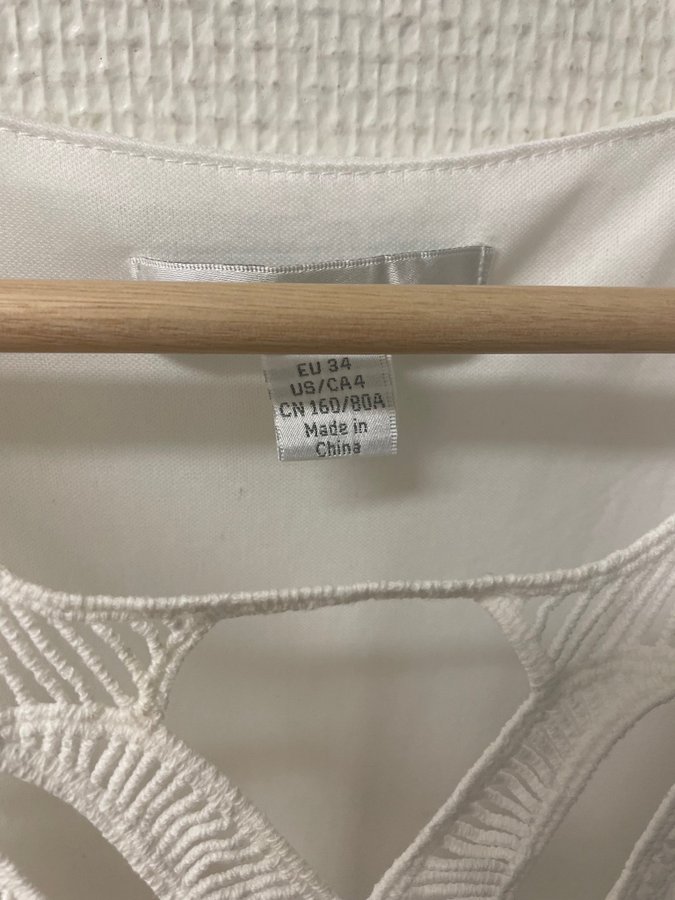 EU 34
US/CA4
CN 160/80A
Made in
China